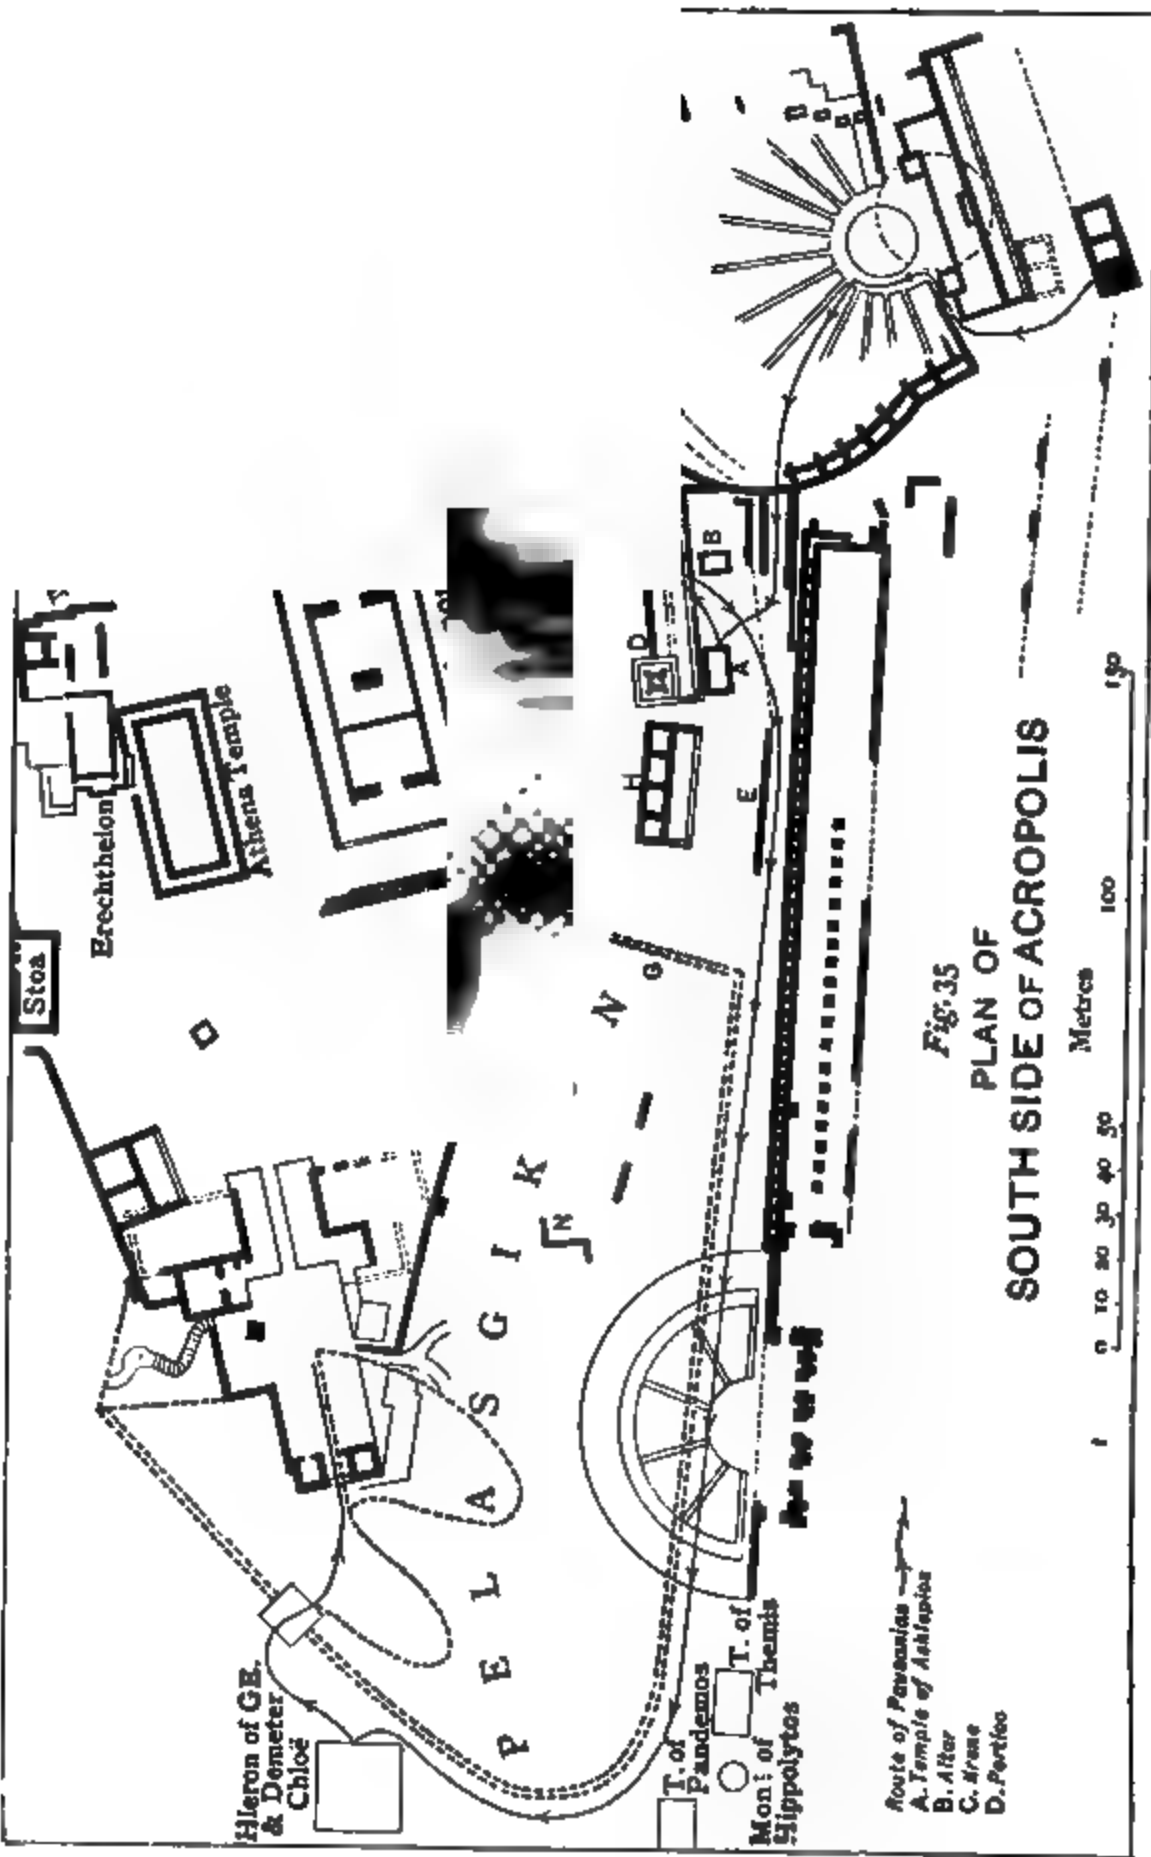 Stoa
Erechtheion
Athena Temple
D
B
A
H
E
G
N
PELASGIKON
Hieron of GE.
& Demeter
Chloë
T. of
Pandemos
T. of
Themis
Mon t of
Hippolytos
Route of Pausanias
A. Temple of Asklepios
B. Altar
C. Krene
D. Portico
Fig. 35
PLAN OF
SOUTH SIDE OF ACROPOLIS
Metres
0 10 20 30 40 50 100 150